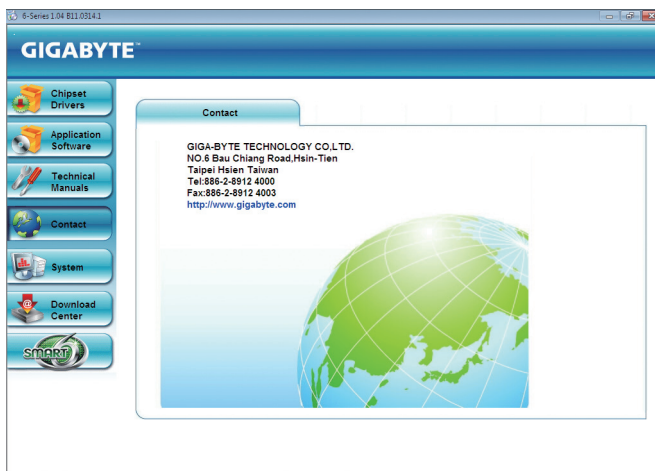 6-Series 1.04 B11.0314.1
GIGABYTE™
Chipset
Drivers
Application
Software
Technical
Manuals
Contact
System
Download
Center
SMART 6
Contact
GIGA-BYTE TECHNOLOGY CO,LTD.
NO.6 Bau Chiang Road,Hsin-Tien
Taipei Hsien Taiwan
Tel:886-2-8912 4000
Fax:886-2-8912 4003
http://www.gigabyte.com